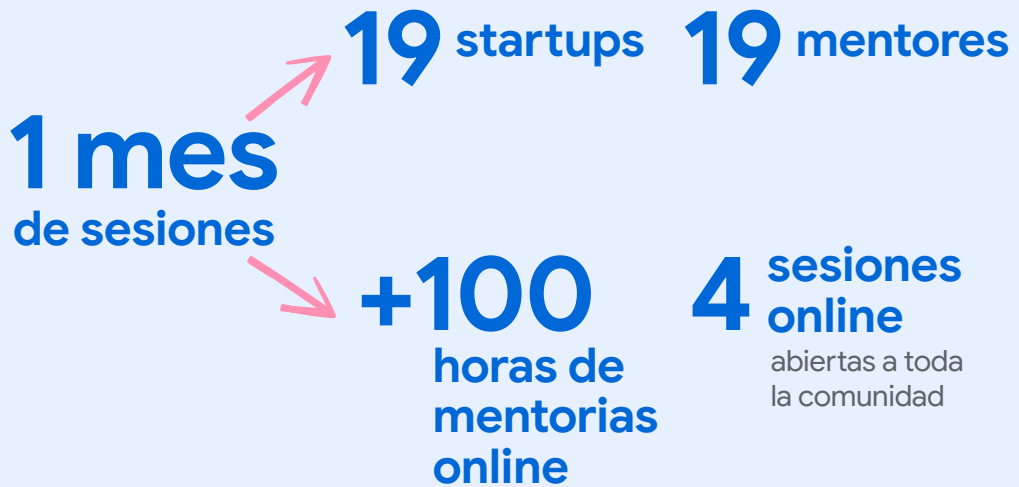 19 startups
19 mentores
1 mes
de sesiones
+100
horas de
mentorias
online
4 sesiones
online
abiertas a toda
la comunidad